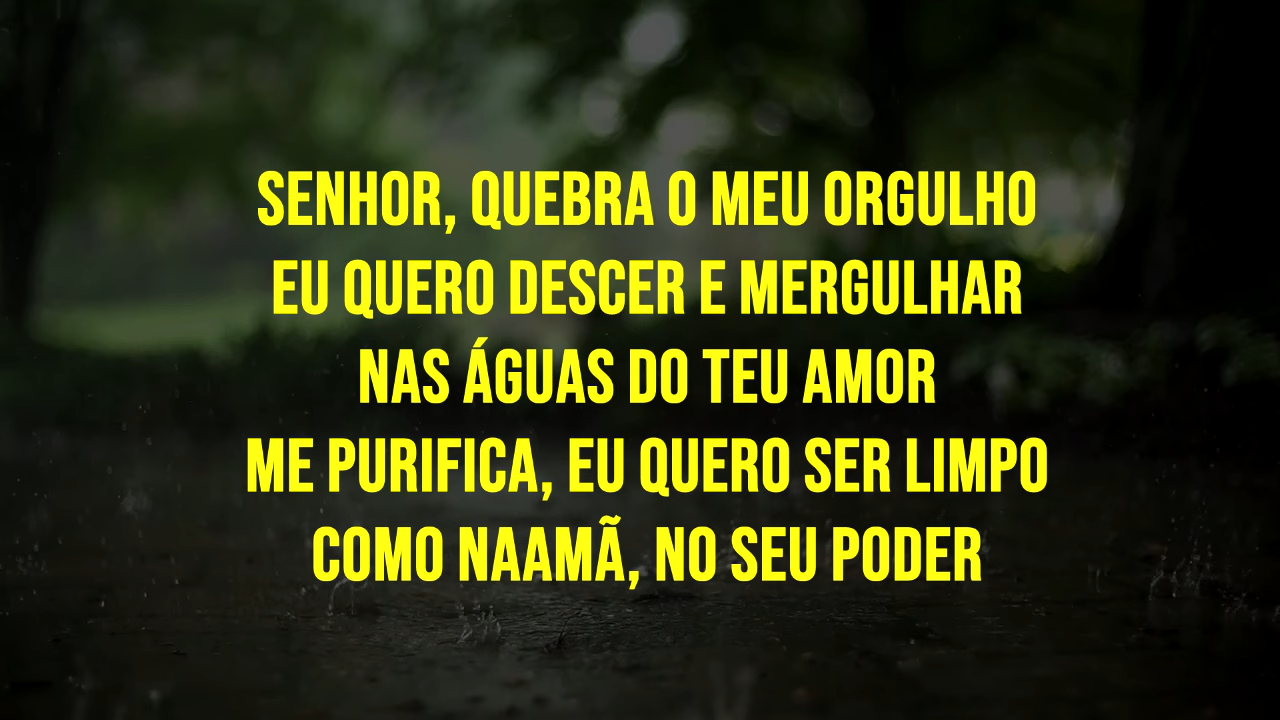 SENHOR, QUEBRA O MEU ORGULHO
EU QUERO DESCER E MERGULHAR
NAS ÁGUAS DO TEU AMOR
ME PURIFICA, EU QUERO SER LIMPO
COMO NAAMÃ, NO SEU PODER